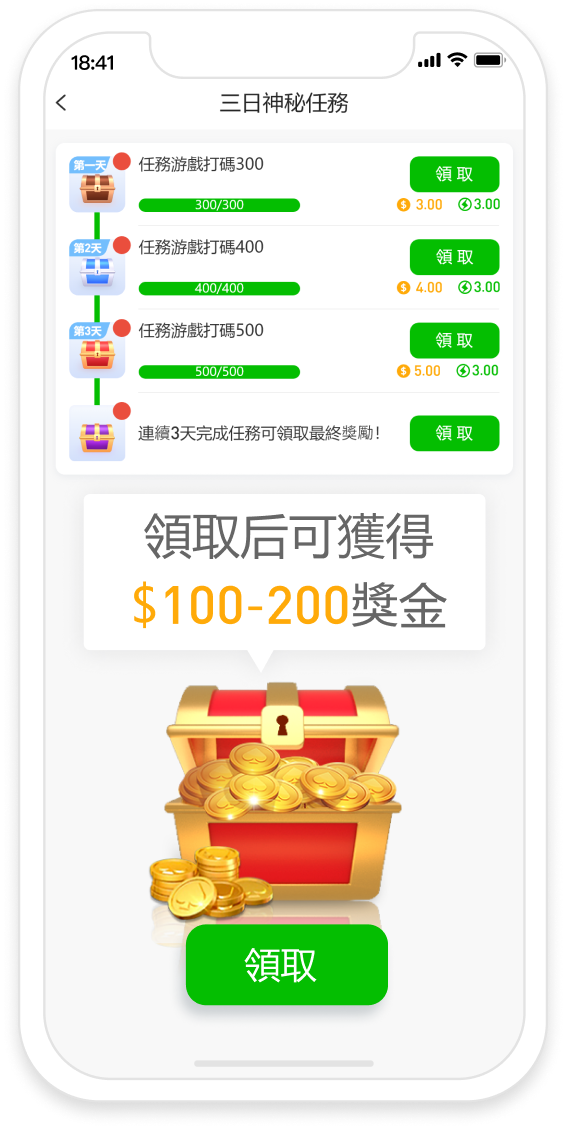 18:41
三日神秘任務
第一天
任務游戲打碼300
領取
300/300
$ 3.00
3.00
第2天
任務游戲打碼400
領取
400/400
$ 4.00
3.00
第3天
任務游戲打碼500
領取
500/500
$ 5.00
3.00
連續3天完成任務可領取最終獎勵!
領取
領取后可獲得
$100-200獎金
領取